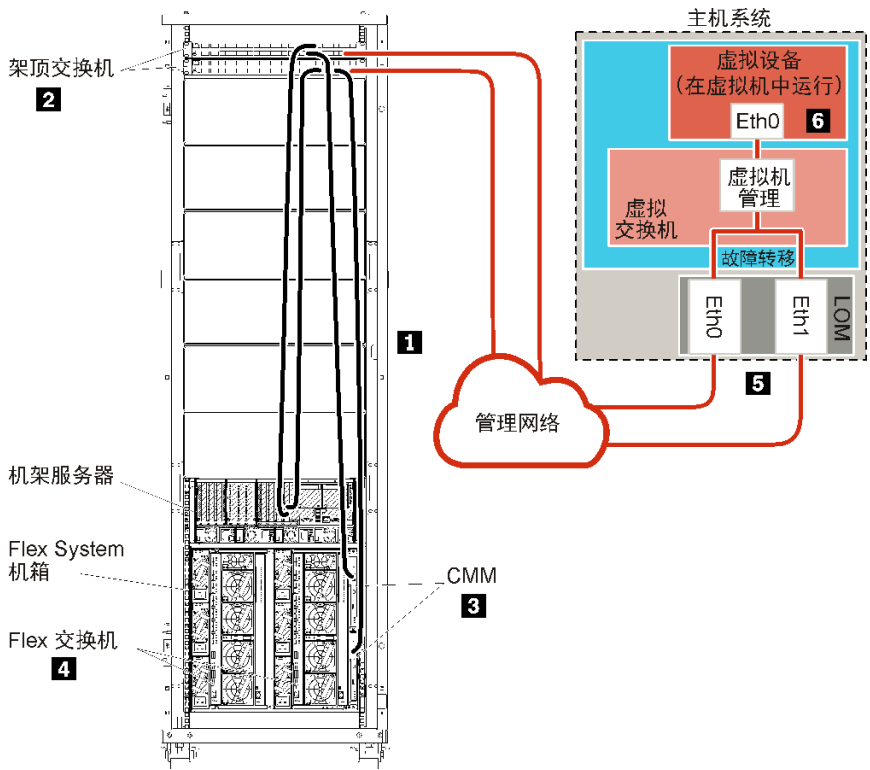 主机系统
虚拟设备
(在虚拟机中运行)
Eth0
6
虚拟机
管理
虚拟
交换机
故障转移
Eth0
Eth1
LOM
5
架顶交换机
2
1
管理网络
机架服务器
Flex System
机箱
CMM
3
Flex 交换机
4